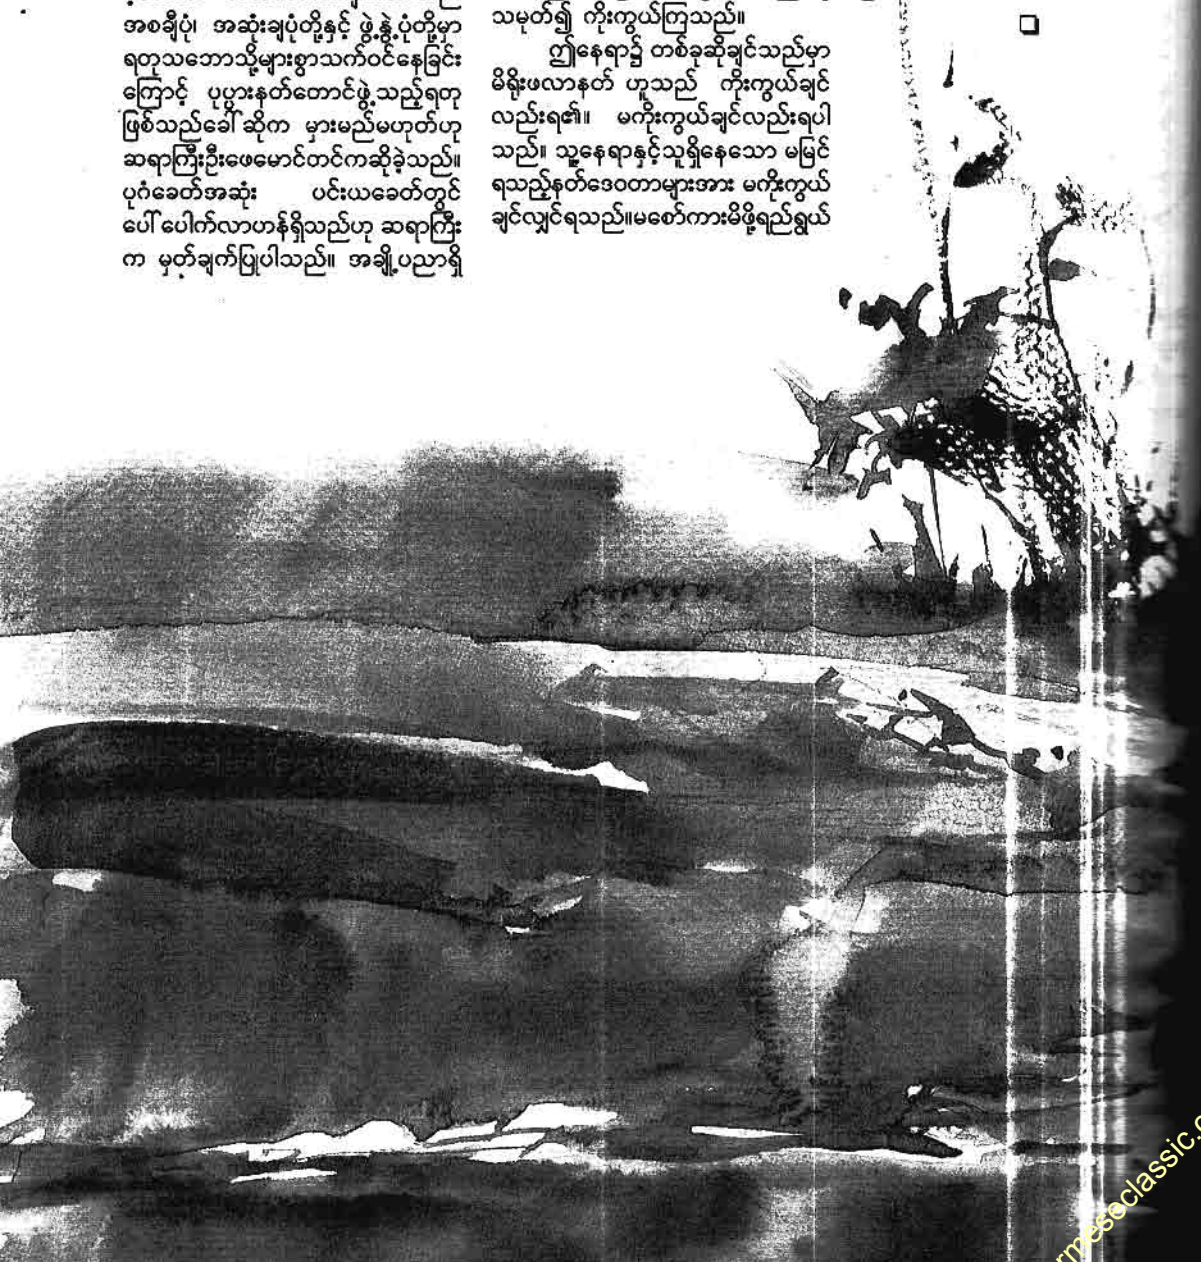 အစချီပုံ၊ အဆုံးချပုံတို့နှင့် ဖွဲ့နွဲ့ပုံတို့မှာ
ရတုသဘောသို့များစွာသက်ဝင်နေခြင်း
ကြောင့် ပုပ္ပားနတ်တောင်ဖွဲ့သည့်ရတု
ဖြစ်သည်ခေါ်ဆိုက မှားမည်မဟုတ်ဟု
ဆရာကြီးဦးဖေမောင်တင်ကဆိုခဲ့သည်။
ပုဂံခေတ်အဆုံး ပင်းယခေတ်တွင်
ပေါ်ပေါက်လာဟန်ရှိသည်ဟု ဆရာကြီး
က မှတ်ချက်ပြုပါသည်။ အချို့ပညာရှိ
သမုတ်၍ ကိုးကွယ်ကြသည်။
ဤနေရာ၌ တစ်ခုဆိုချင်သည်မှာ
မိရိုးဖလာနတ် ဟူသည် ကိုးကွယ်ချင်
လည်းရ၏။ မကိုးကွယ်ချင်လည်းရပါ
သည်။ သူ့နေရာနှင့်သူရှိနေသော မမြင်
ရသည့်နတ်ဒေဝတာများအား မကိုးကွယ်
ချင်လျှင်ရသည်။မစော်ကားမိဖို့ရည်ရွယ်